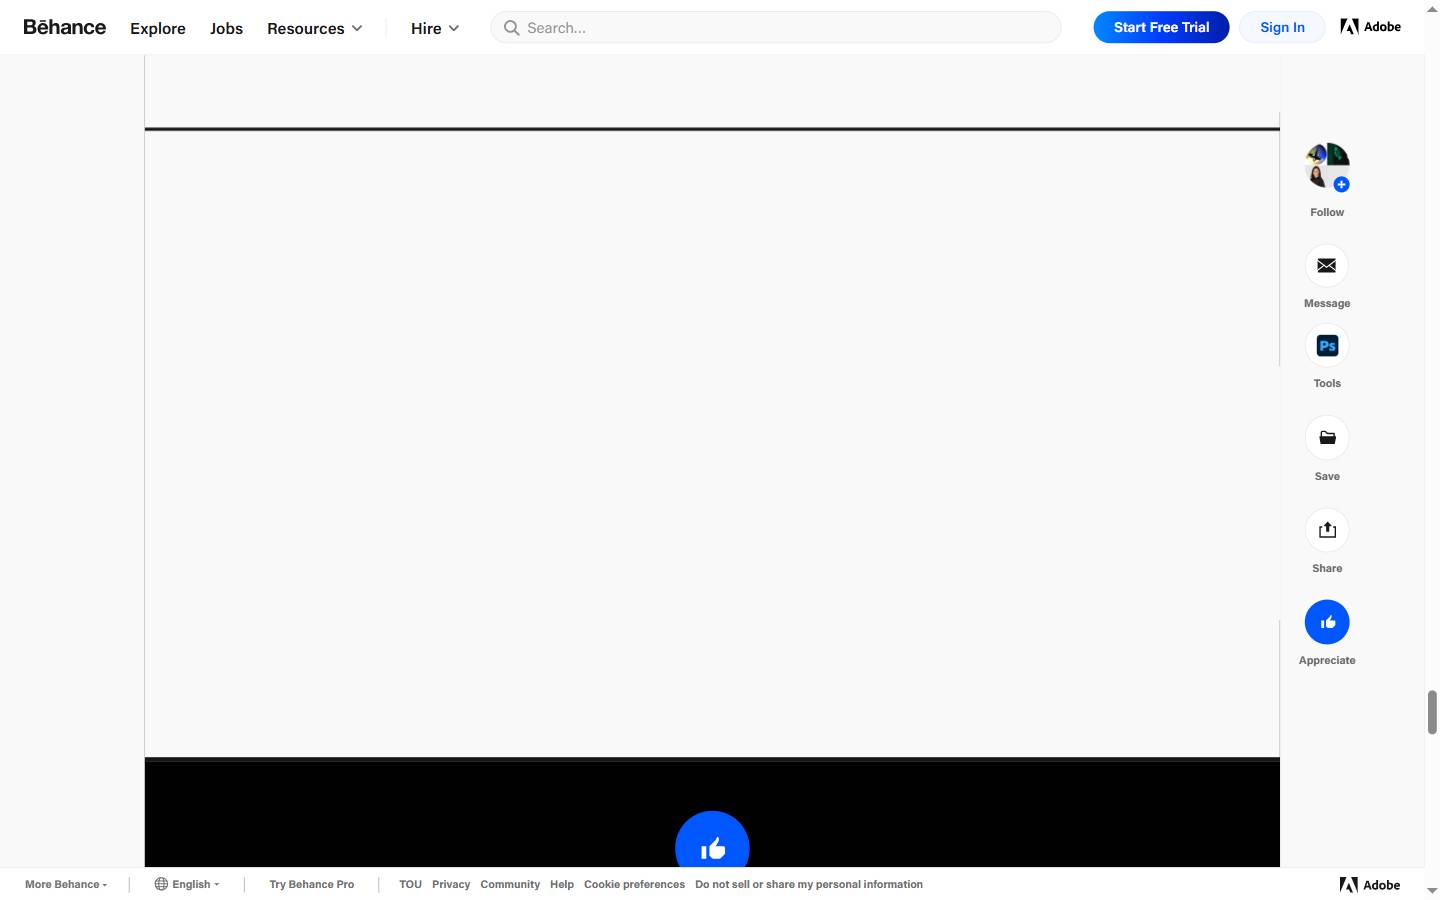 Bēhance Explore Jobs Resources Hire Search... Start Free Trial Sign In Adobe
Follow
Message
Ps
Tools
Save
Share
Appreciate
More Behance English Try Behance Pro TOU Privacy Community Help Cookie preferences Do not sell or share my personal information Adobe